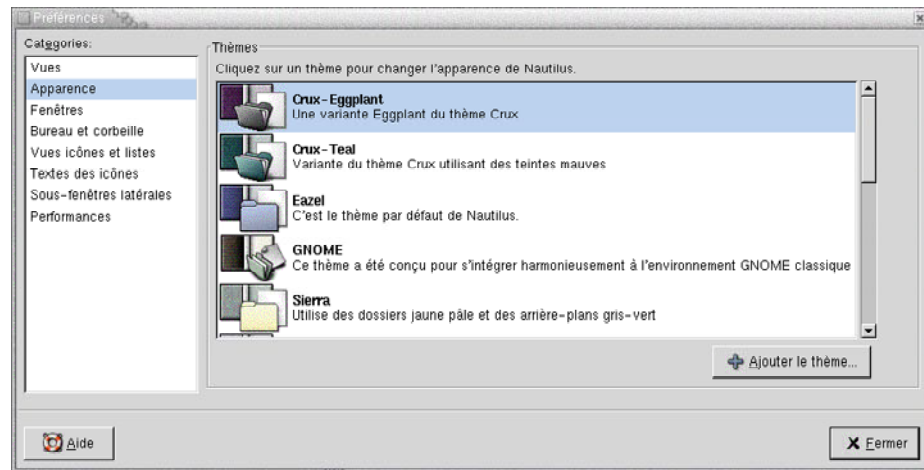 Préférences
Catégories:
Vues
Apparence
Fenêtres
Bureau et corbeille
Vues icônes et listes
Textes des icônes
Sous-fenêtres latérales
Performances
Thèmes
Cliquez sur un thème pour changer l'apparence de Nautilus.
Crux-Eggplant
Une variante Eggplant du thème Crux
Crux-Teal
Variante du thème Crux utilisant des teintes mauves
Eazel
C'est le thème par défaut de Nautilus.
GNOME
Ce thème a été conçu pour s'intégrer harmonieusement à l'environnement GNOME classique
Sierra
Utilise des dossiers jaune pâle et des arrière-plans gris-vert
Ajouter le thème...
Aide
Fermer